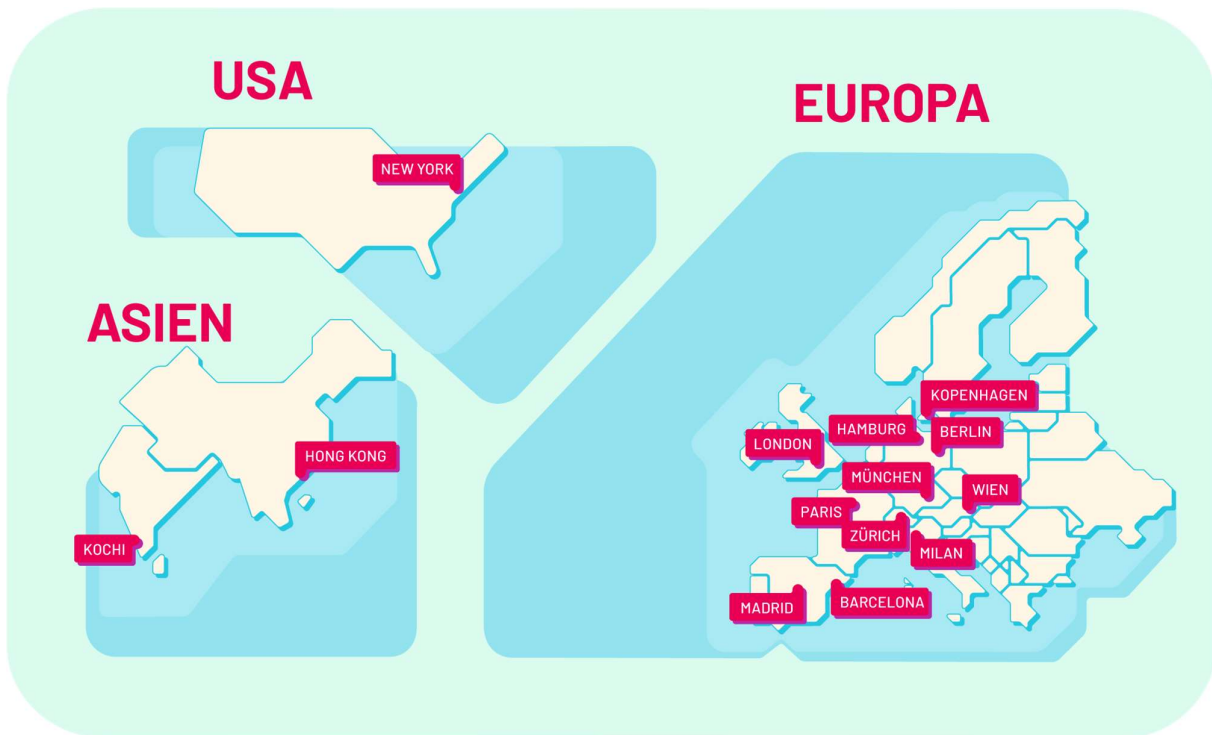 USA
NEW YORK
ASIEN
HONG KONG
KOCHI
EUROPA
KOPENHAGEN
HAMBURG
BERLIN
LONDON
MÜNCHEN
WIEN
PARIS
ZÜRICH
MILAN
MADRID
BARCELONA